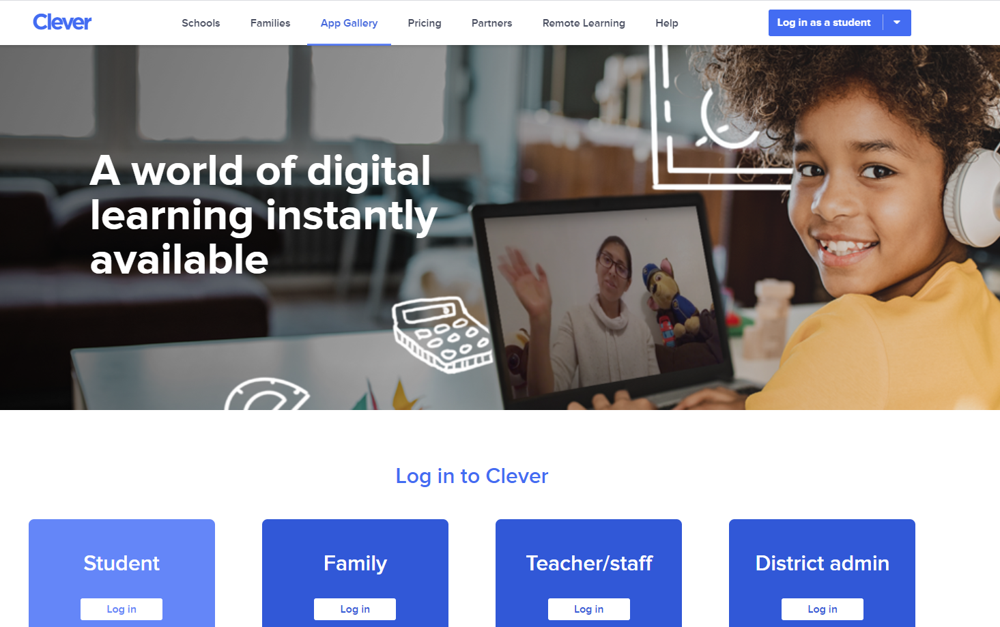 Clever
Schools Families App Gallery Pricing Partners Remote Learning Help
Log in as a student
A world of digital
learning instantly
available
Log in to Clever
Student Family Teacher/staff District admin
Log in Log in Log in Log in